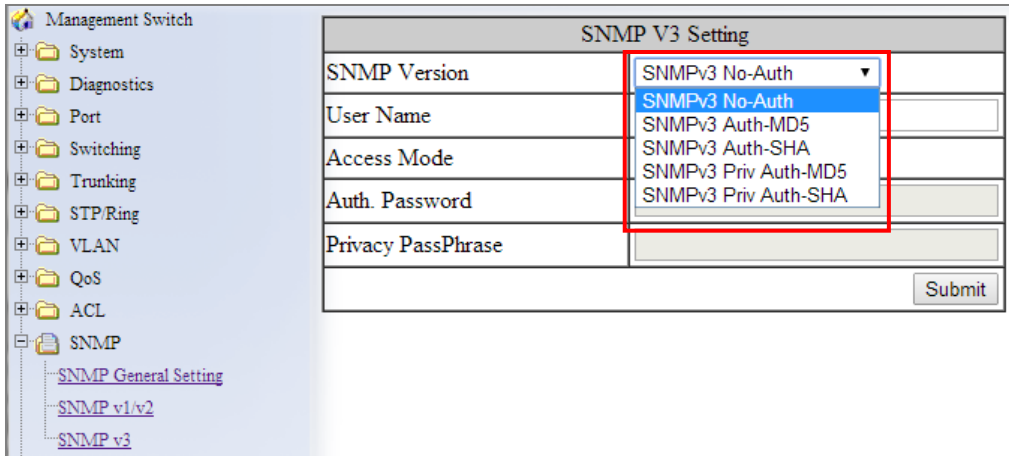 Management Switch
System
Diagnostics
Port
Switching
Trunking
STP/Ring
VLAN
QoS
ACL
SNMP
SNMP General Setting
SNMP v1/v2
SNMP v3
SNMP V3 Setting
SNMP Version
SNMPv3 No-Auth
SNMPv3 No-Auth
SNMPv3 Auth-MD5
SNMPv3 Auth-SHA
SNMPv3 Priv Auth-MD5
SNMPv3 Priv Auth-SHA
User Name
Access Mode
Auth. Password
Privacy PassPhrase
Submit